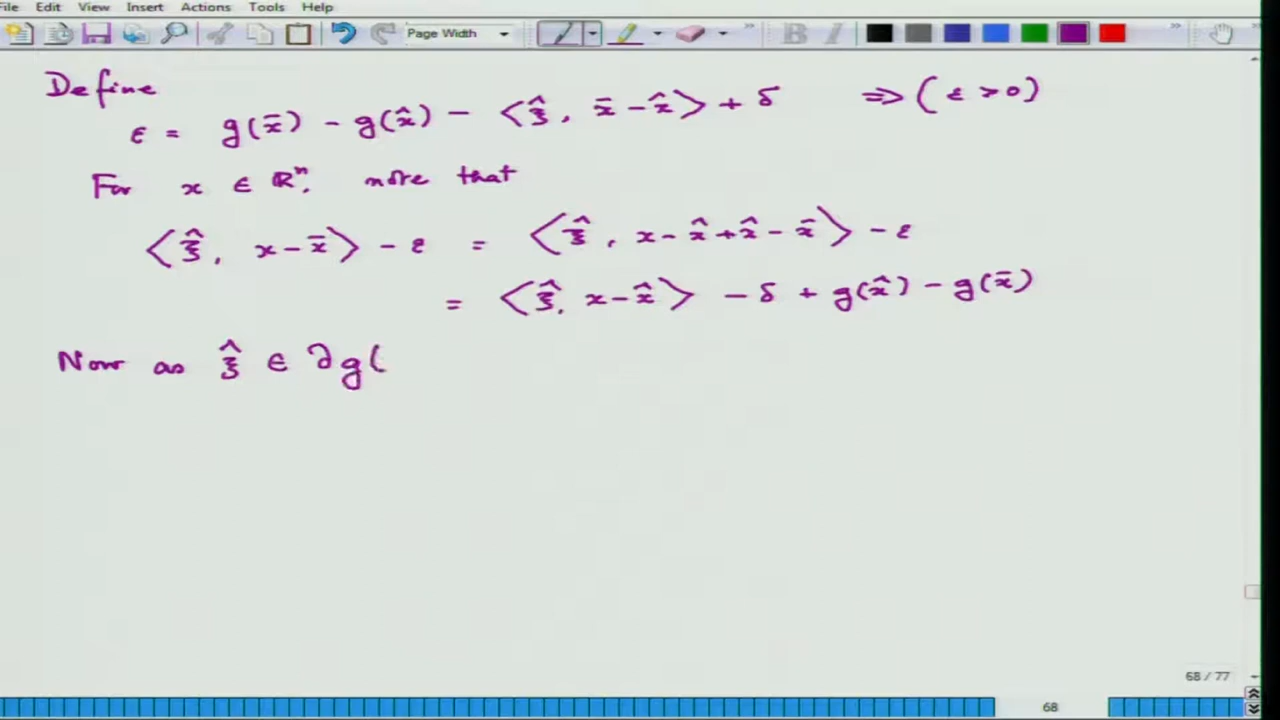 File Edit View Insert Actions Tools Help
Page Width
B I
Define
ε = g(x̄) - g(x̂) - ⟨ξ̂, x̄ - x̂⟩ + δ ⇒ (ε > 0)
For x ∈ ℝⁿ, note that
⟨ξ̂, x - x̄⟩ - ε = ⟨ξ̂, x - x̂ + x̂ - x̄⟩ - ε
= ⟨ξ̂, x - x̂⟩ - δ + g(x̂) - g(x̄)
Now as ξ̂ ∈ ∂g(
68 / 77
68